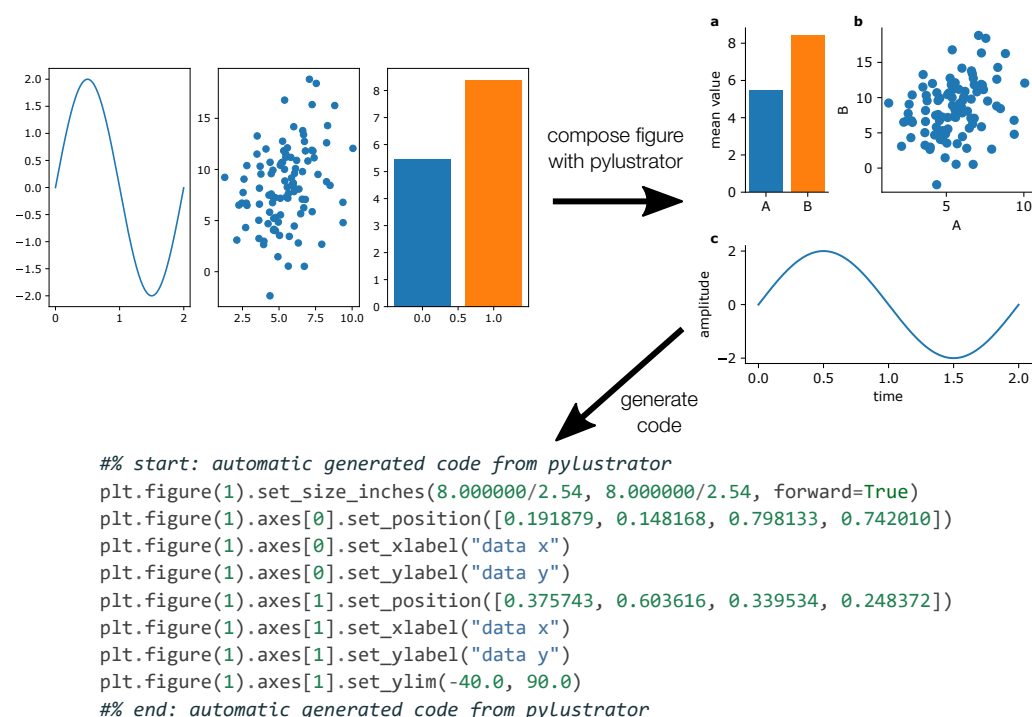 2.0
1.5
1.0
0.5
0.0
−0.5
−1.0
−1.5
−2.0
0 1 2
15
10
5
0
2.5 5.0 7.5 10.0
8
7
6
5
4
3
2
1
0
0.0 0.5 1.0
compose figure
with pylustrator
a
mean value
8
6
4
2
0
A B
b
B
15
10
5
0
5 10
A
c
amplitude
2
0
−2
0.0 0.5 1.0 1.5 2.0
time
generate
code
#% start: automatic generated code from pylustrator
plt.figure(1).set_size_inches(8.000000/2.54, 8.000000/2.54, forward=True)
plt.figure(1).axes[0].set_position([0.191879, 0.148168, 0.798133, 0.742010])
plt.figure(1).axes[0].set_xlabel("data x")
plt.figure(1).axes[0].set_ylabel("data y")
plt.figure(1).axes[1].set_position([0.375743, 0.603616, 0.339534, 0.248372])
plt.figure(1).axes[1].set_xlabel("data x")
plt.figure(1).axes[1].set_ylabel("data y")
plt.figure(1).axes[1].set_ylim(-40.0, 90.0)
#% end: automatic generated code from pylustrator